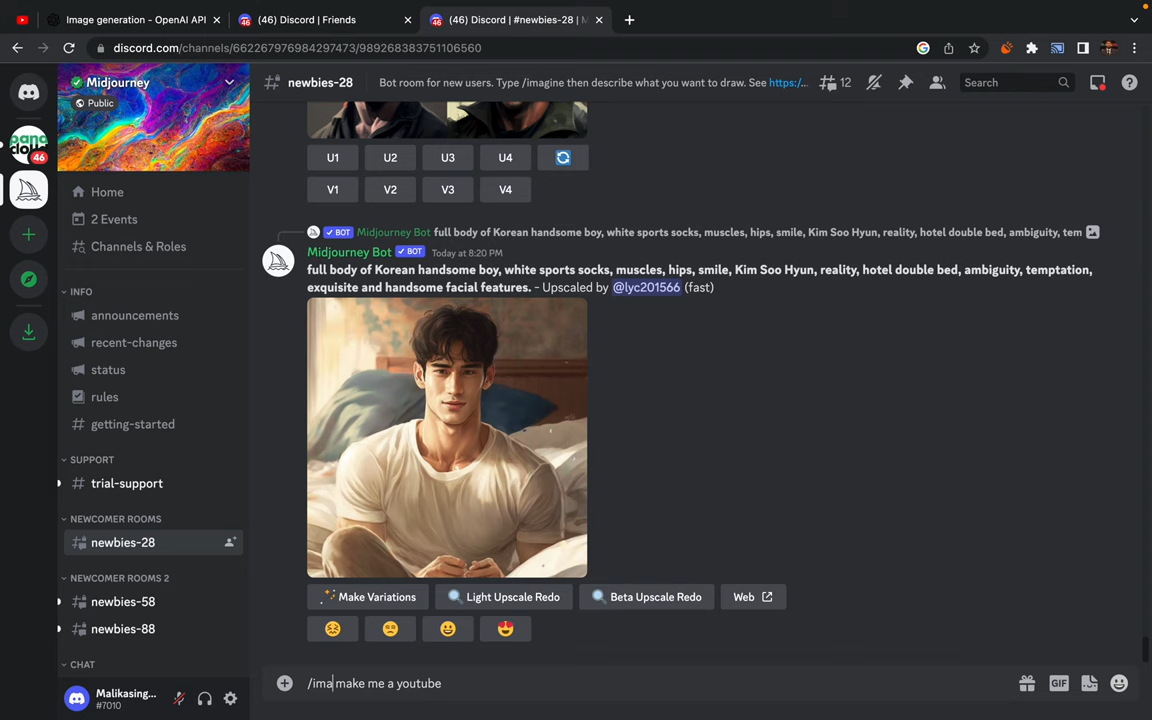 Image generation - OpenAI API
(46) Discord | Friends
(46) Discord | #newbies-28 | M
discord.com/channels/662267976984297473/989268383751106560
Midjourney
Public
newbies-28
Bot room for new users. Type /imagine then describe what you want to draw. See https:/...
12
Search
46
Home
2 Events
Channels & Roles
INFO
announcements
recent-changes
status
rules
getting-started
SUPPORT
trial-support
NEWCOMER ROOMS
newbies-28
NEWCOMER ROOMS 2
newbies-58
newbies-88
CHAT
Malikasing...
#7010
U1 U2 U3 U4
V1 V2 V3 V4
BOT Midjourney Bot full body of Korean handsome boy, white sports socks, muscles, hips, smile, Kim Soo Hyun, reality, hotel double bed, ambiguity, tem
Midjourney Bot BOT Today at 8:20 PM
full body of Korean handsome boy, white sports socks, muscles, hips, smile, Kim Soo Hyun, reality, hotel double bed, ambiguity, temptation,
exquisite and handsome facial features. - Upscaled by @lyc201566 (fast)
Make Variations Light Upscale Redo Beta Upscale Redo Web
/ima make me a youtube
GIF